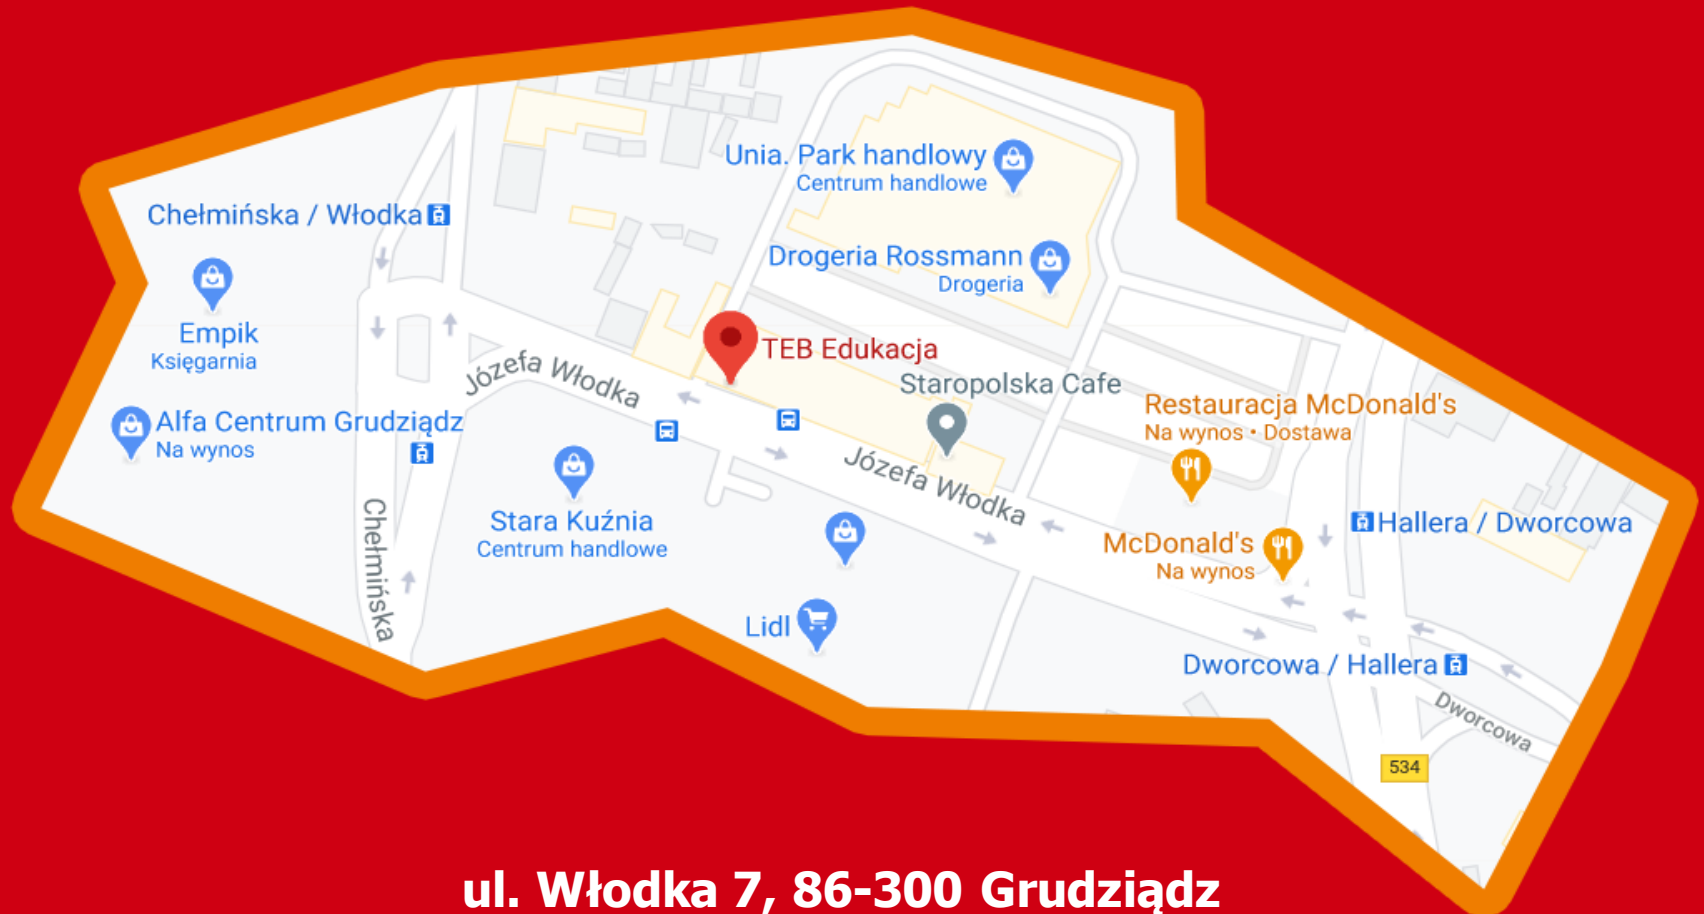 Unia. Park handlowy
Centrum handlowe
Chełmińska / Włodka
Drogeria Rossmann
Drogeria
Empik
Księgarnia
TEB Edukacja
Józefa Włodka
Staropolska Cafe
Restauracja McDonald's
Na wynos • Dostawa
Alfa Centrum Grudziądz
Na wynos
Józefa Włodka
Stara Kuźnia
Centrum handlowe
Hallera / Dworcowa
McDonald's
Na wynos
Chełmińska
Lidl
Dworcowa / Hallera
Dworcowa
534
ul. Włodka 7, 86-300 Grudziądz